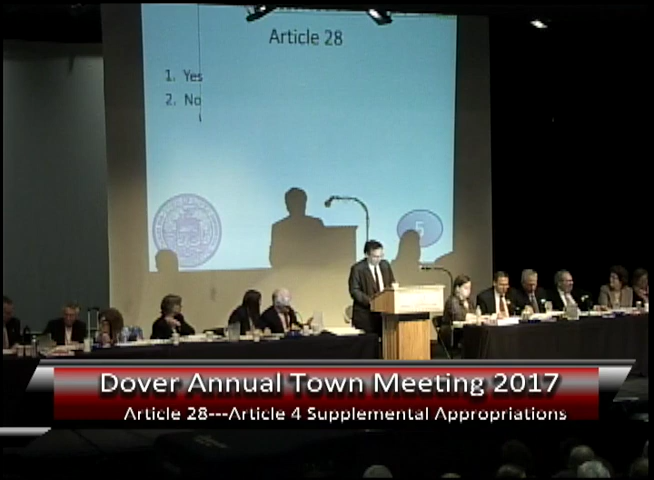 Article 28
1. Yes
2. No
5
Dover Annual Town Meeting 2017
Article 28---Article 4 Supplemental Appropriations